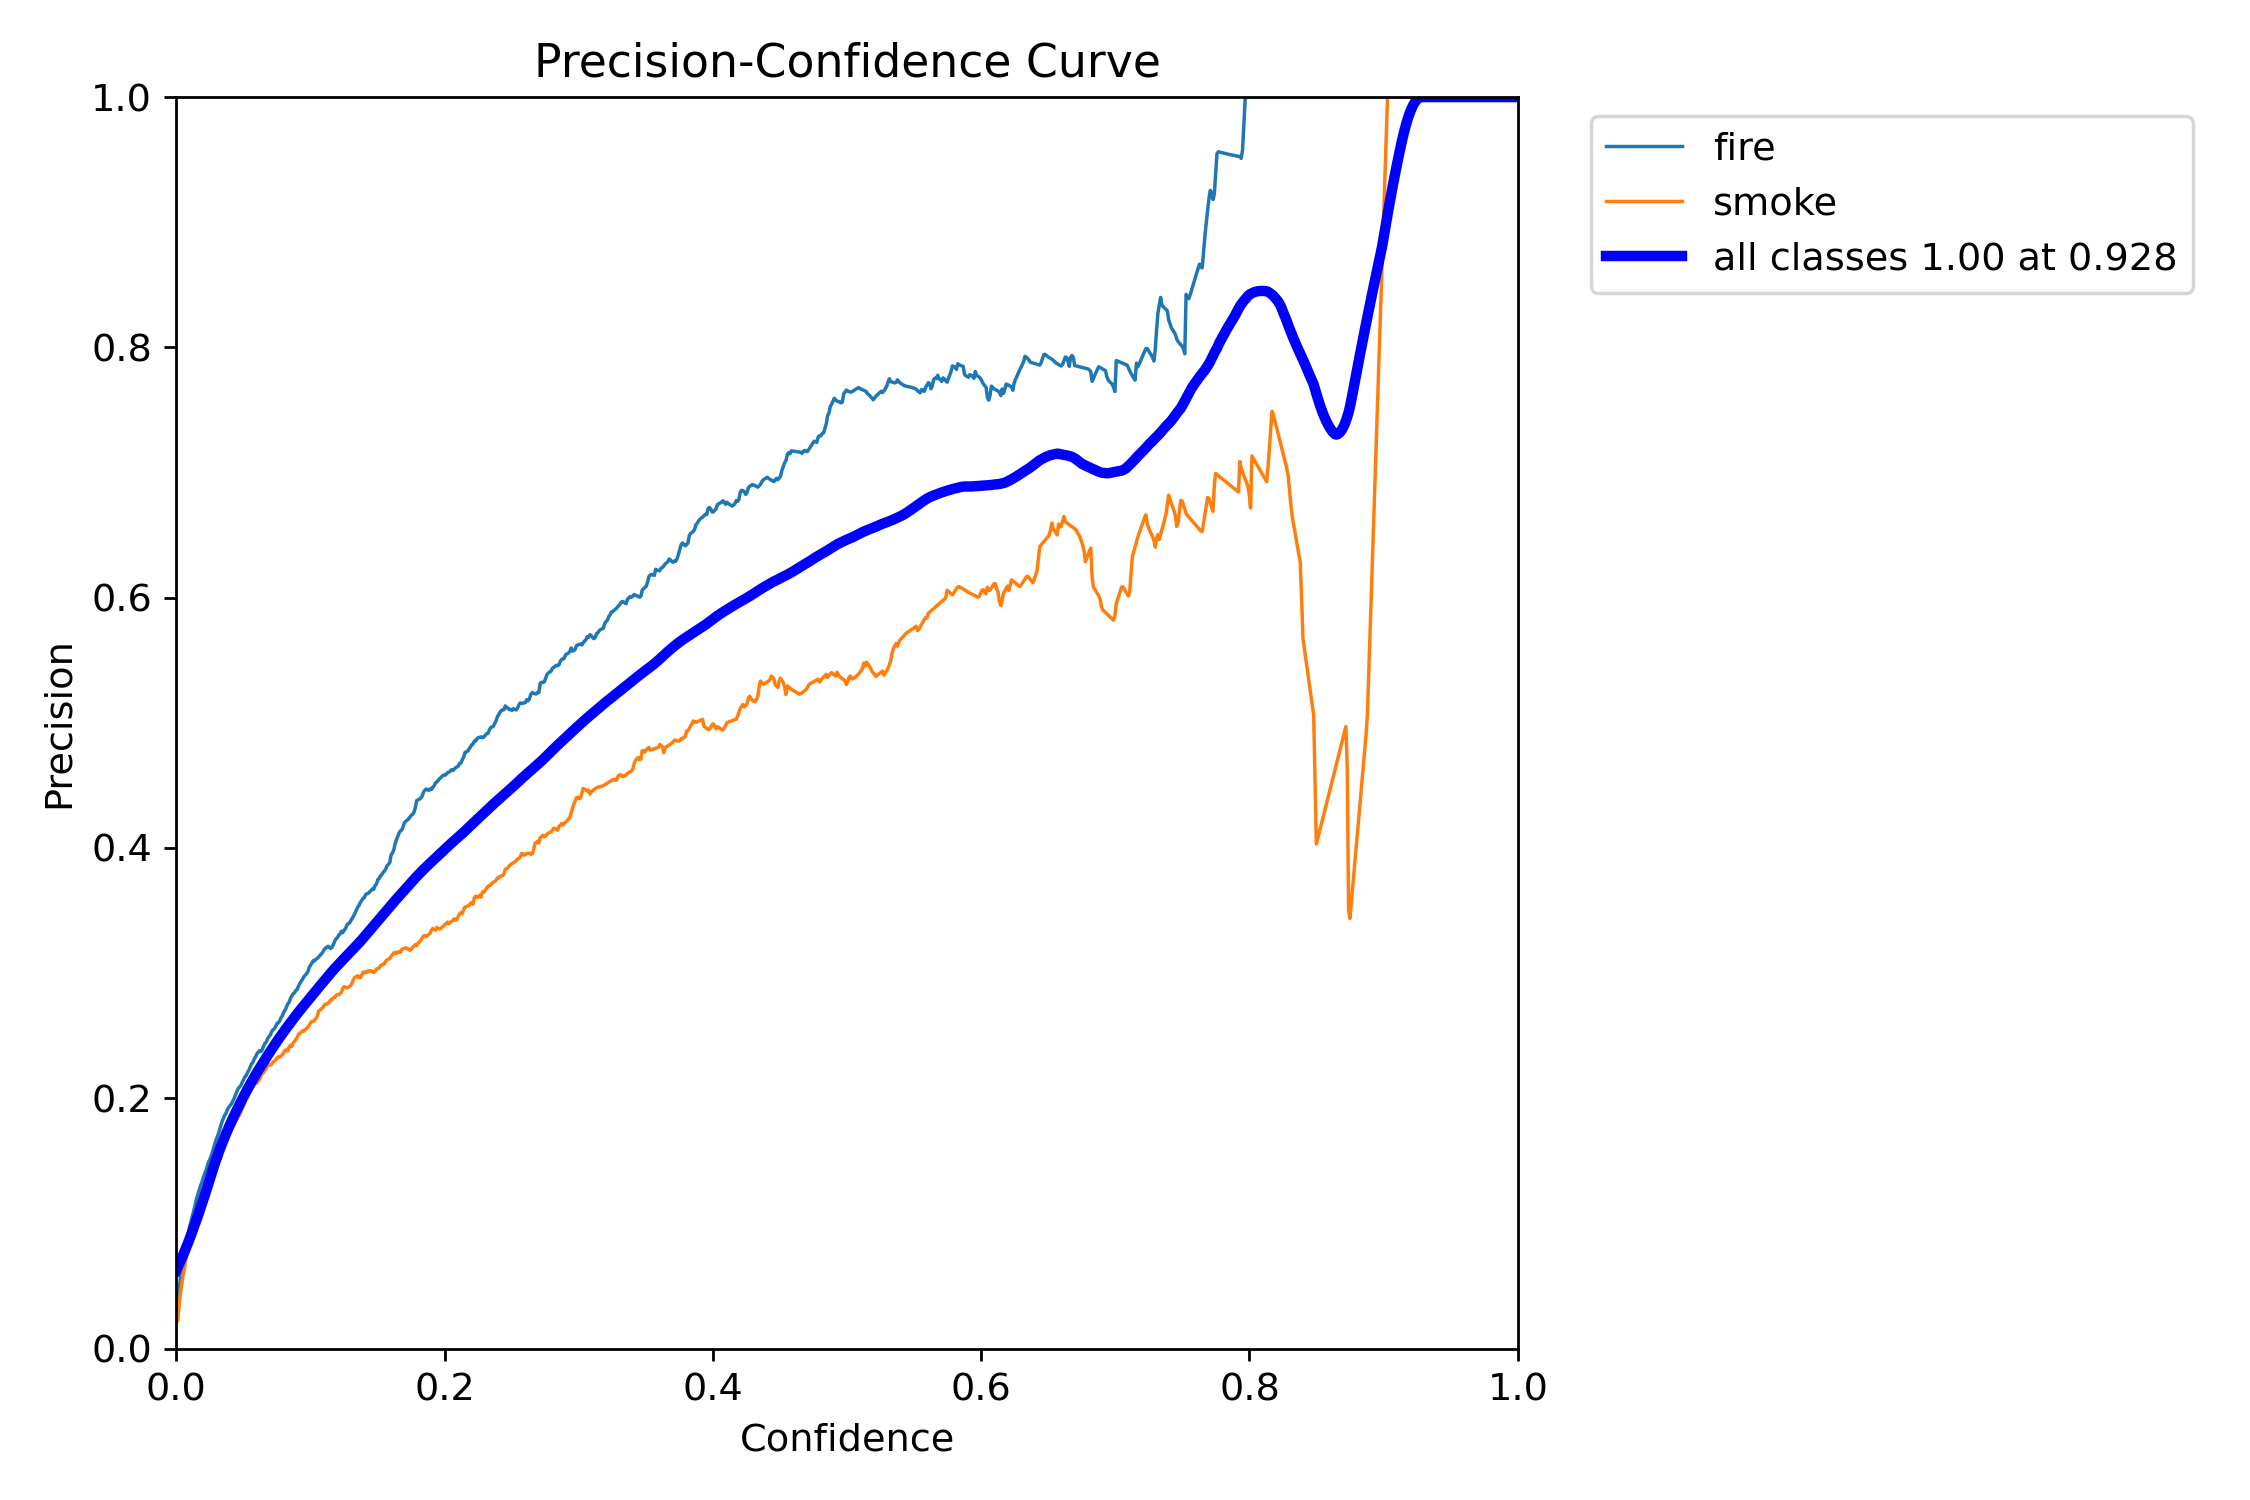 Precision-Confidence Curve
1.0
0.8
0.6
0.4
0.2
0.0
Precision
0.0 0.2 0.4 0.6 0.8 1.0
Confidence
fire
smoke
all classes 1.00 at 0.928